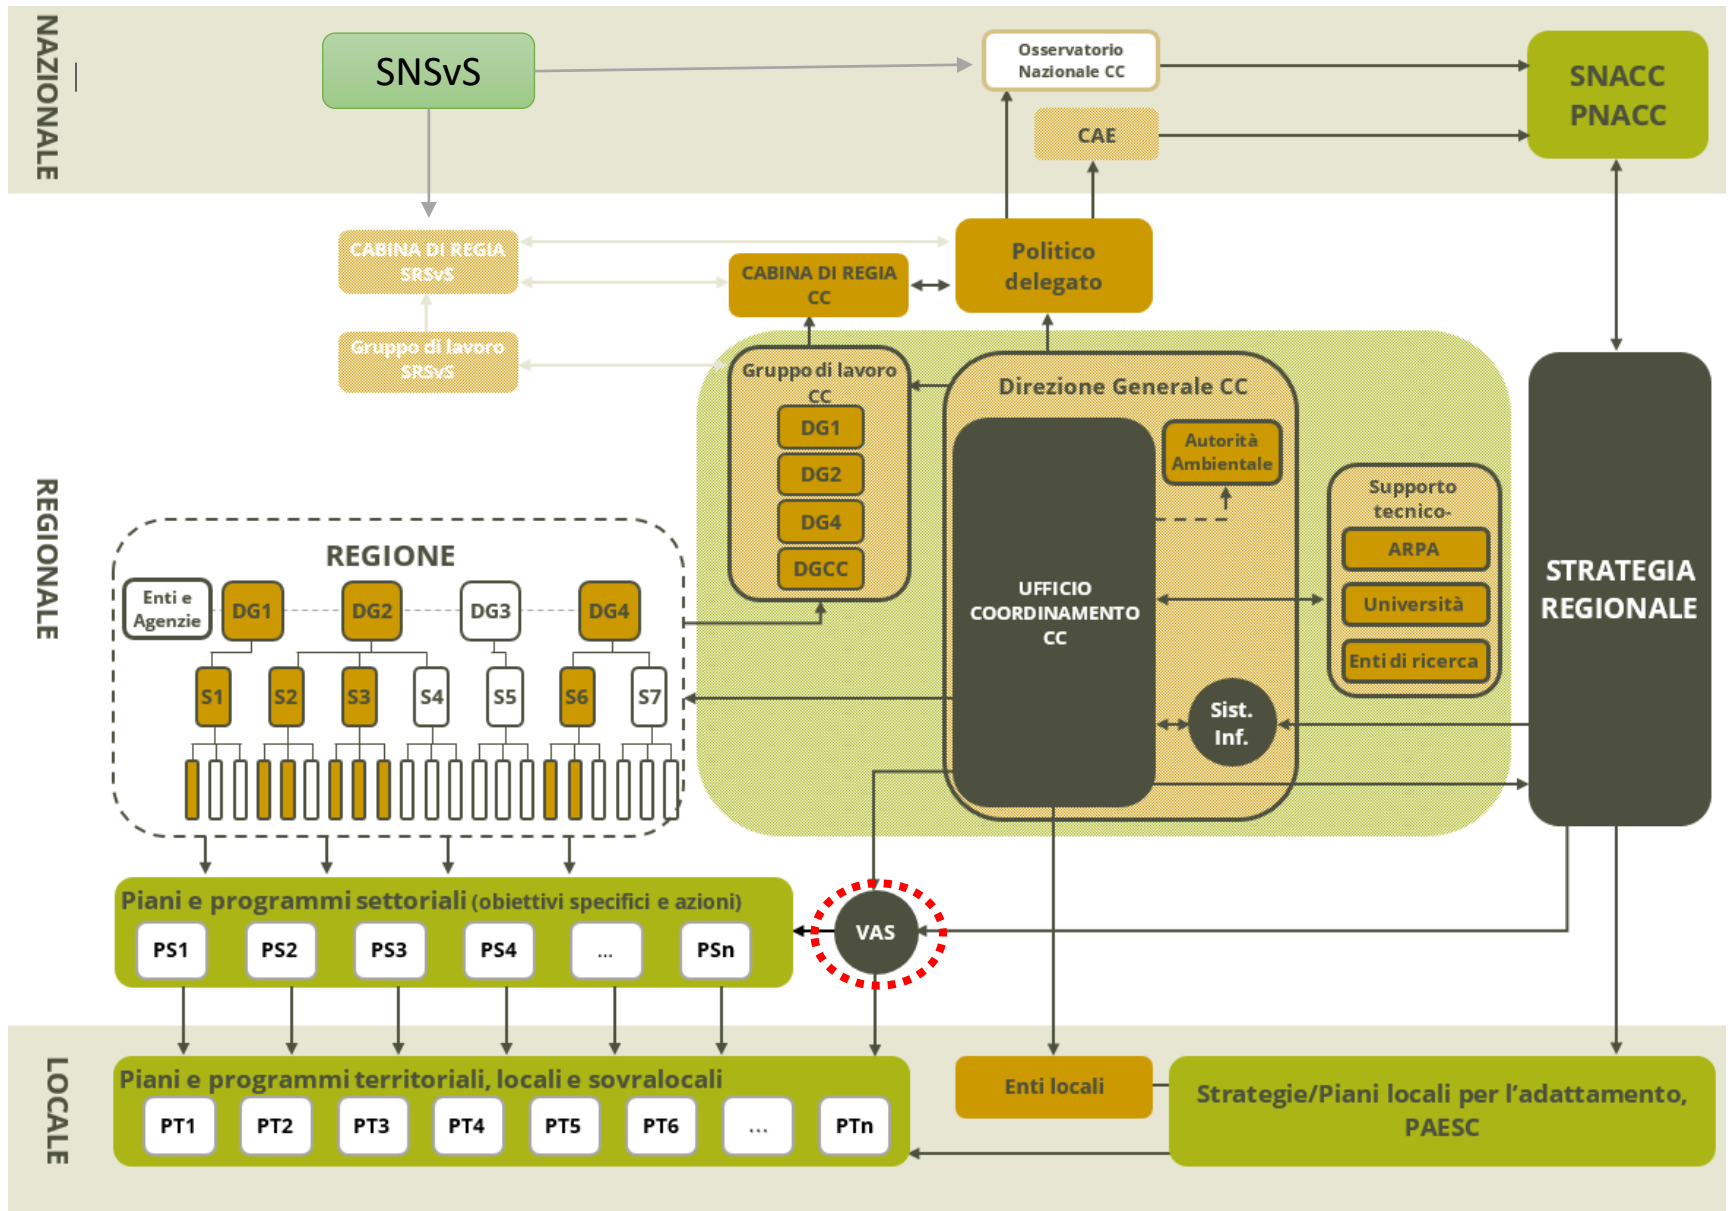 NAZIONALE
SNSvS
Osservatorio
Nazionale CC
CAE
SNACC
PNACC
REGIONALE
CABINA DI REGIA
SRSvS
Gruppo di lavoro
SRSvS
CABINA DI REGIA
CC
Politico
delegato
Gruppo di lavoro
CC
DG1
DG2
DG4
DGCC
Direzione Generale CC
UFFICIO
COORDINAMENTO
CC
Autorità
Ambientale
Sist.
Inf.
Supporto
tecnico-
ARPA
Università
Enti di ricerca
STRATEGIA
REGIONALE
REGIONE
Enti e
Agenzie
DG1
DG2
DG3
DG4
S1
S2
S3
S4
S5
S6
S7
Piani e programmi settoriali (obiettivi specifici e azioni)
PS1
PS2
PS3
PS4
...
PSn
VAS
LOCALE
Piani e programmi territoriali, locali e sovralocali
PT1
PT2
PT3
PT4
PT5
PT6
...
PTn
Enti locali
Strategie/Piani locali per l'adattamento,
PAESC